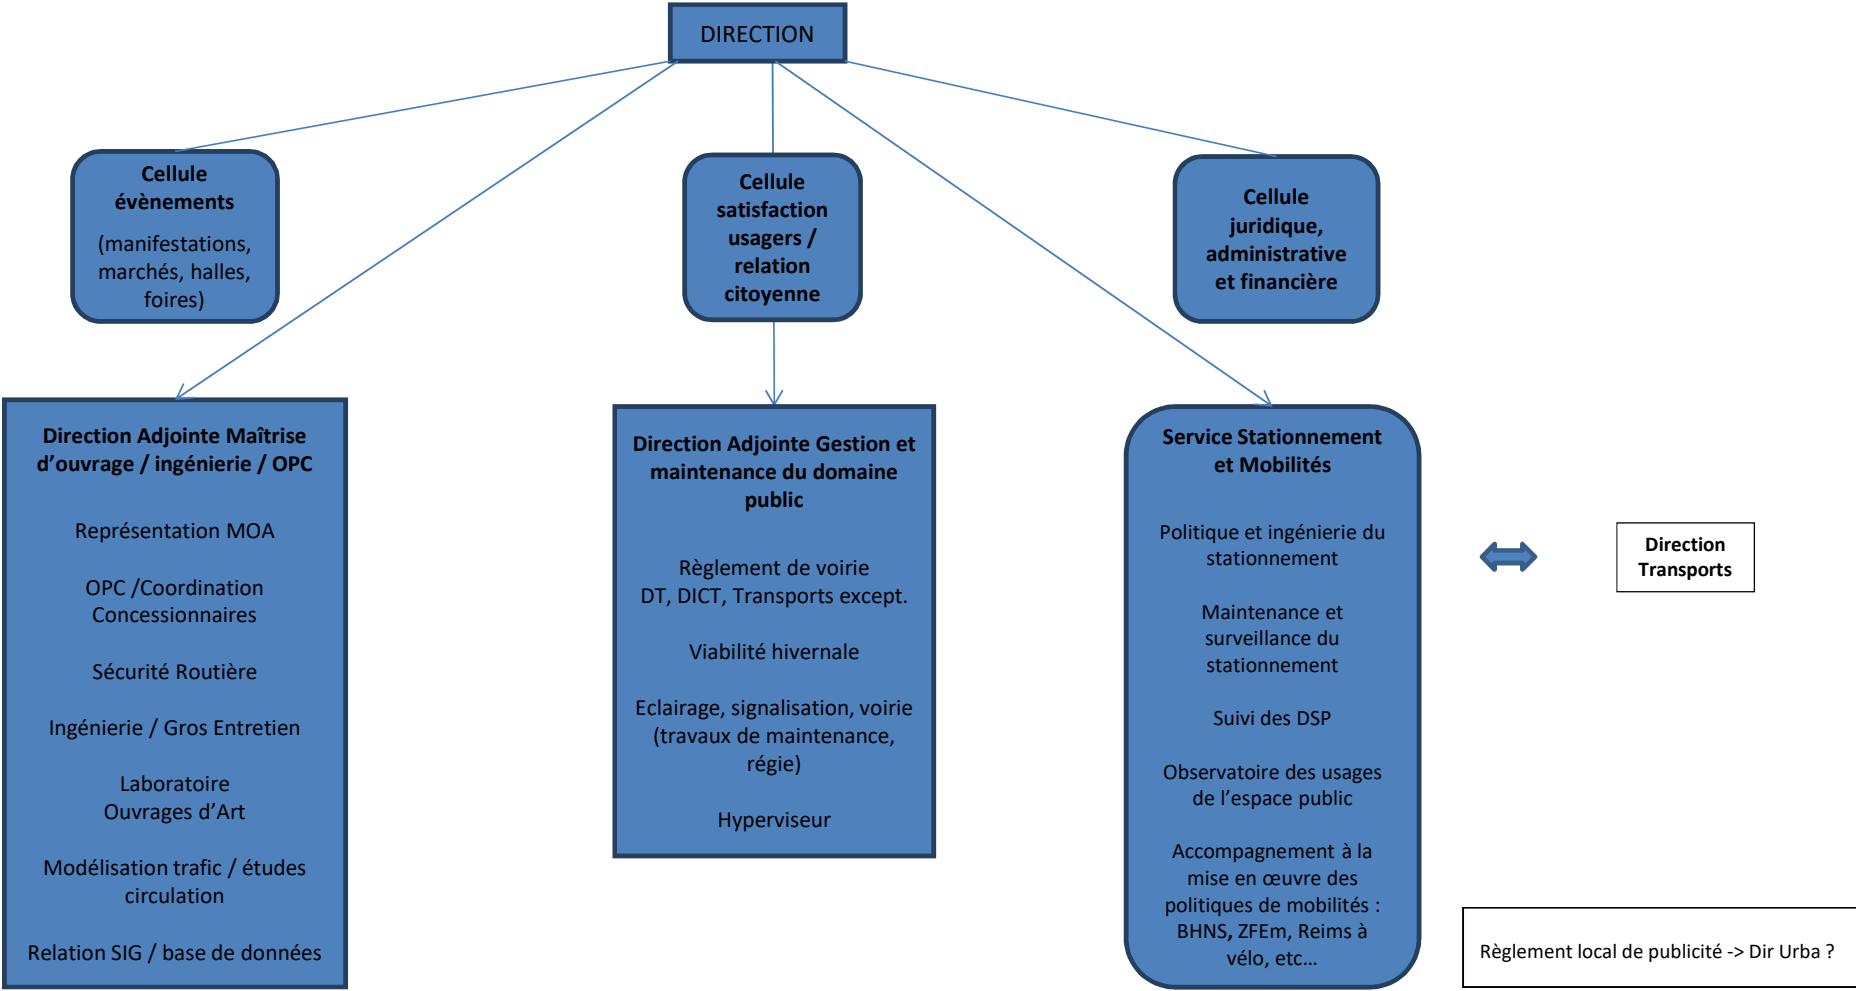 DIRECTION
Cellule
évènements
(manifestations,
marchés, halles,
foires)
Cellule
satisfaction
usagers /
relation
citoyenne
Cellule
juridique,
administrative
et financière
Direction Adjointe Maîtrise
d’ouvrage / ingénierie / OPC
Représentation MOA
OPC /Coordination
Concessionnaires
Sécurité Routière
Ingénierie / Gros Entretien
Laboratoire
Ouvrages d’Art
Modélisation trafic / études
circulation
Relation SIG / base de données
Direction Adjointe Gestion et
maintenance du domaine
public
Règlement de voirie
DT, DICT, Transports except.
Viabilité hivernale
Eclairage, signalisation, voirie
(travaux de maintenance,
régie)
Hyperviseur
Service Stationnement
et Mobilités
Politique et ingénierie du
stationnement
Maintenance et
surveillance du
stationnement
Suivi des DSP
Observatoire des usages
de l’espace public
Accompagnement à la
mise en œuvre des
politiques de mobilités :
BHNS, ZFEm, Reims à
vélo, etc…
Direction
Transports
Règlement local de publicité -> Dir Urba ?